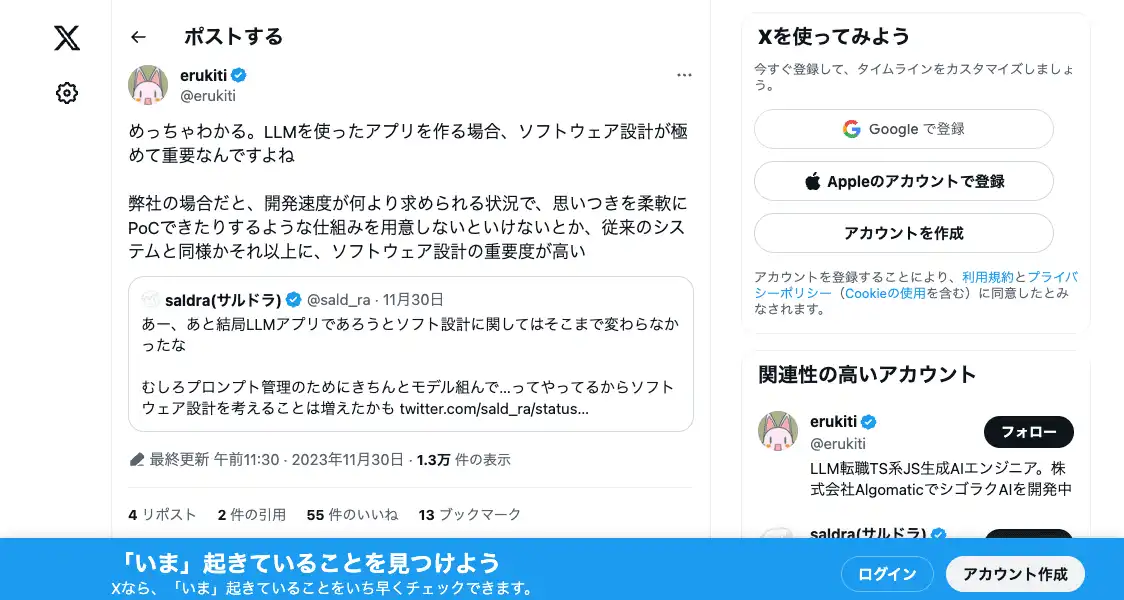 ポストする
erukiti
@erukiti
めっちゃわかる。LLMを使ったアプリを作る場合、ソフトウェア設計が極
めて重要なんですよね
弊社の場合だと、開発速度が何より求められる状況で、思いつきを柔軟に
PoCできたりするような仕組みを用意しないといけないとか、従来のシス
テムと同様かそれ以上に、ソフトウェア設計の重要度が高い
saldra(サルドラ) @sald_ra · 11月30日
あー、あと結局LLMアプリであろうとソフト設計に関してはそこまで変わらなか
ったな
むしろプロンプト管理のためにきちんとモデル組んで...ってやってるからソフト
ウェア設計を考えることは増えたかも twitter.com/sald_ra/status...
最終更新 午前11:30 · 2023年11月30日 · 1.3万 件の表示
4 リポスト 2 件の引用 55 件のいいね 13 ブックマーク
Xを使ってみよう
今すぐ登録して、タイムラインをカスタマイズしましょ
う。
Google で登録
Appleのアカウントで登録
アカウントを作成
アカウントを登録することにより、利用規約とプライバ
シーポリシー（Cookieの使用を含む）に同意したとみ
なされます。
関連性の高いアカウント
erukiti
@erukiti
フォロー
LLM転職TS系JS生成AIエンジニア。株
式会社AlgomaticでシゴラクAIを開発中
saldra(サルドラ)
「いま」起きていることを見つけよう
Xなら、「いま」起きていることをいち早くチェックできます。
ログイン
アカウント作成